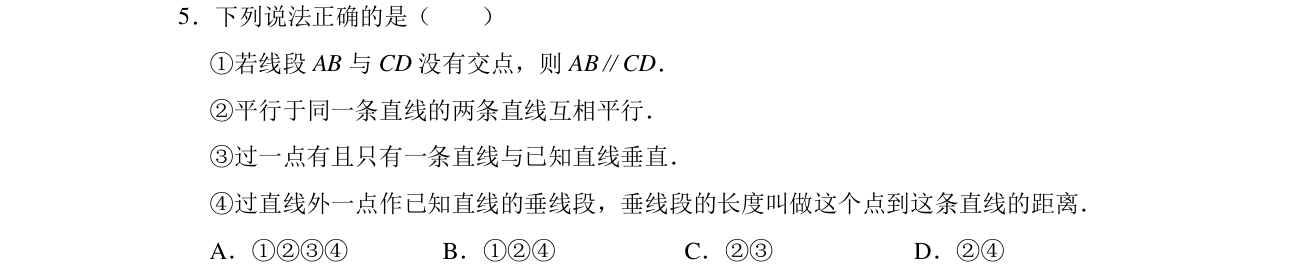 5．下列说法正确的是（　　）
①若线段 AB 与 CD 没有交点，则 AB∥CD．
②平行于同一条直线的两条直线互相平行．
③过一点有且只有一条直线与已知直线垂直．
④过直线外一点作已知直线的垂线段，垂线段的长度叫做这个点到这条直线的距离．
A．①②③④　　B．①②④　　C．②③　　D．②④